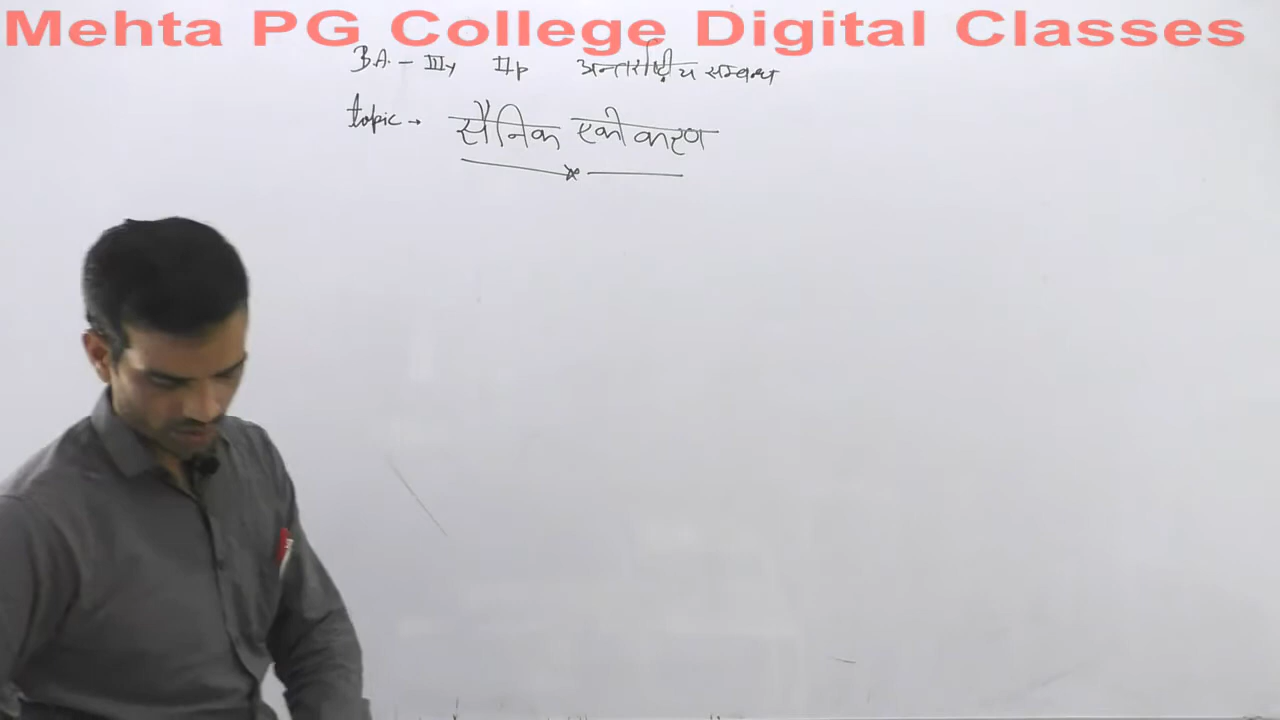 Mehta PG College Digital Classes
B.A. - IIIy IIp अन्तर्राष्ट्रीय सम्बन्ध
topic → सैनिक एकीकरण